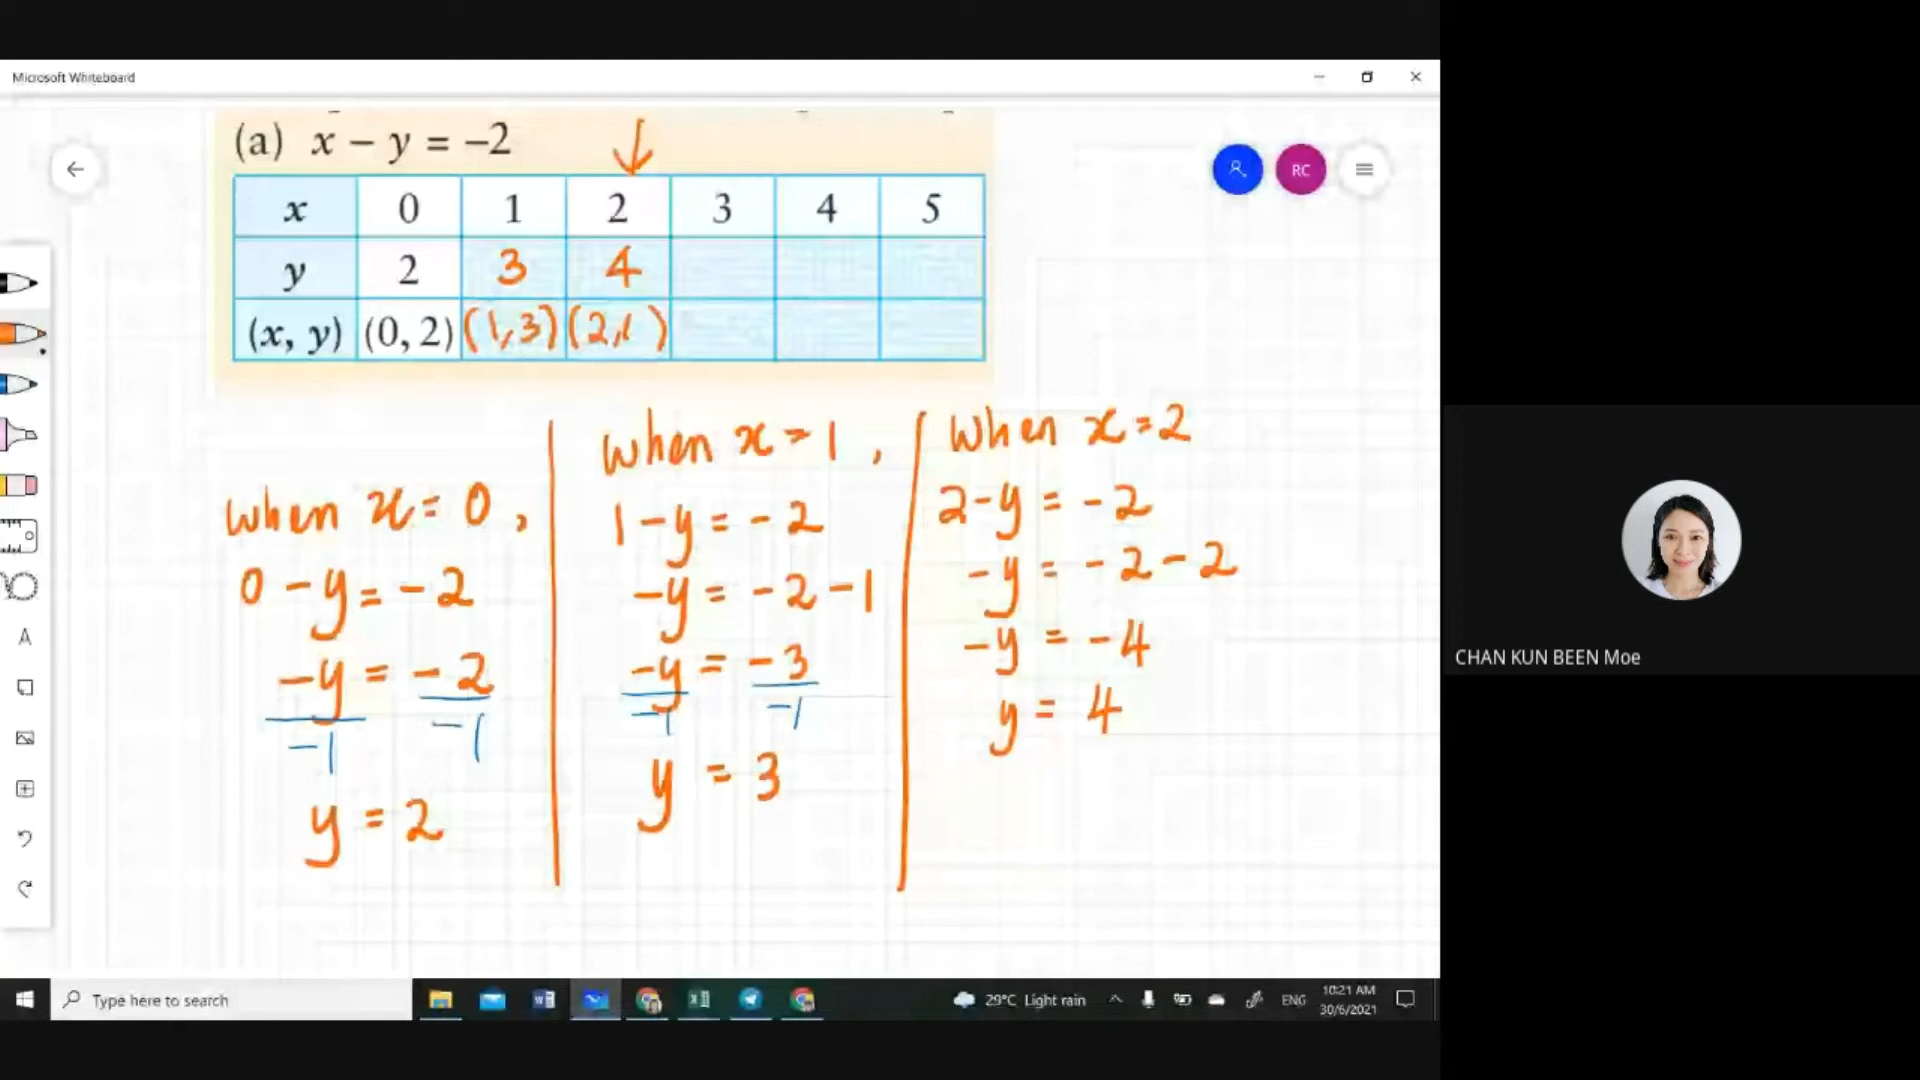 Microsoft Whiteboard
(a) x − y = −2
x 0 1 2 3 4 5
y 2 3 4
(x, y) (0, 2) (1,3) (2,  )
RC
when x = 0 ,
0 - y = - 2
-y = - 2
-1 -1
y = 2
when x = 1 ,
1 - y = - 2
-y = - 2 - 1
-y = - 3
-1 -1
y = 3
when x = 2
2 - y = - 2
-y = - 2 - 2
-y = - 4
y = 4
CHAN KUN BEEN Moe
Type here to search
29°C Light rain
ENG
10:21 AM
30/6/2021